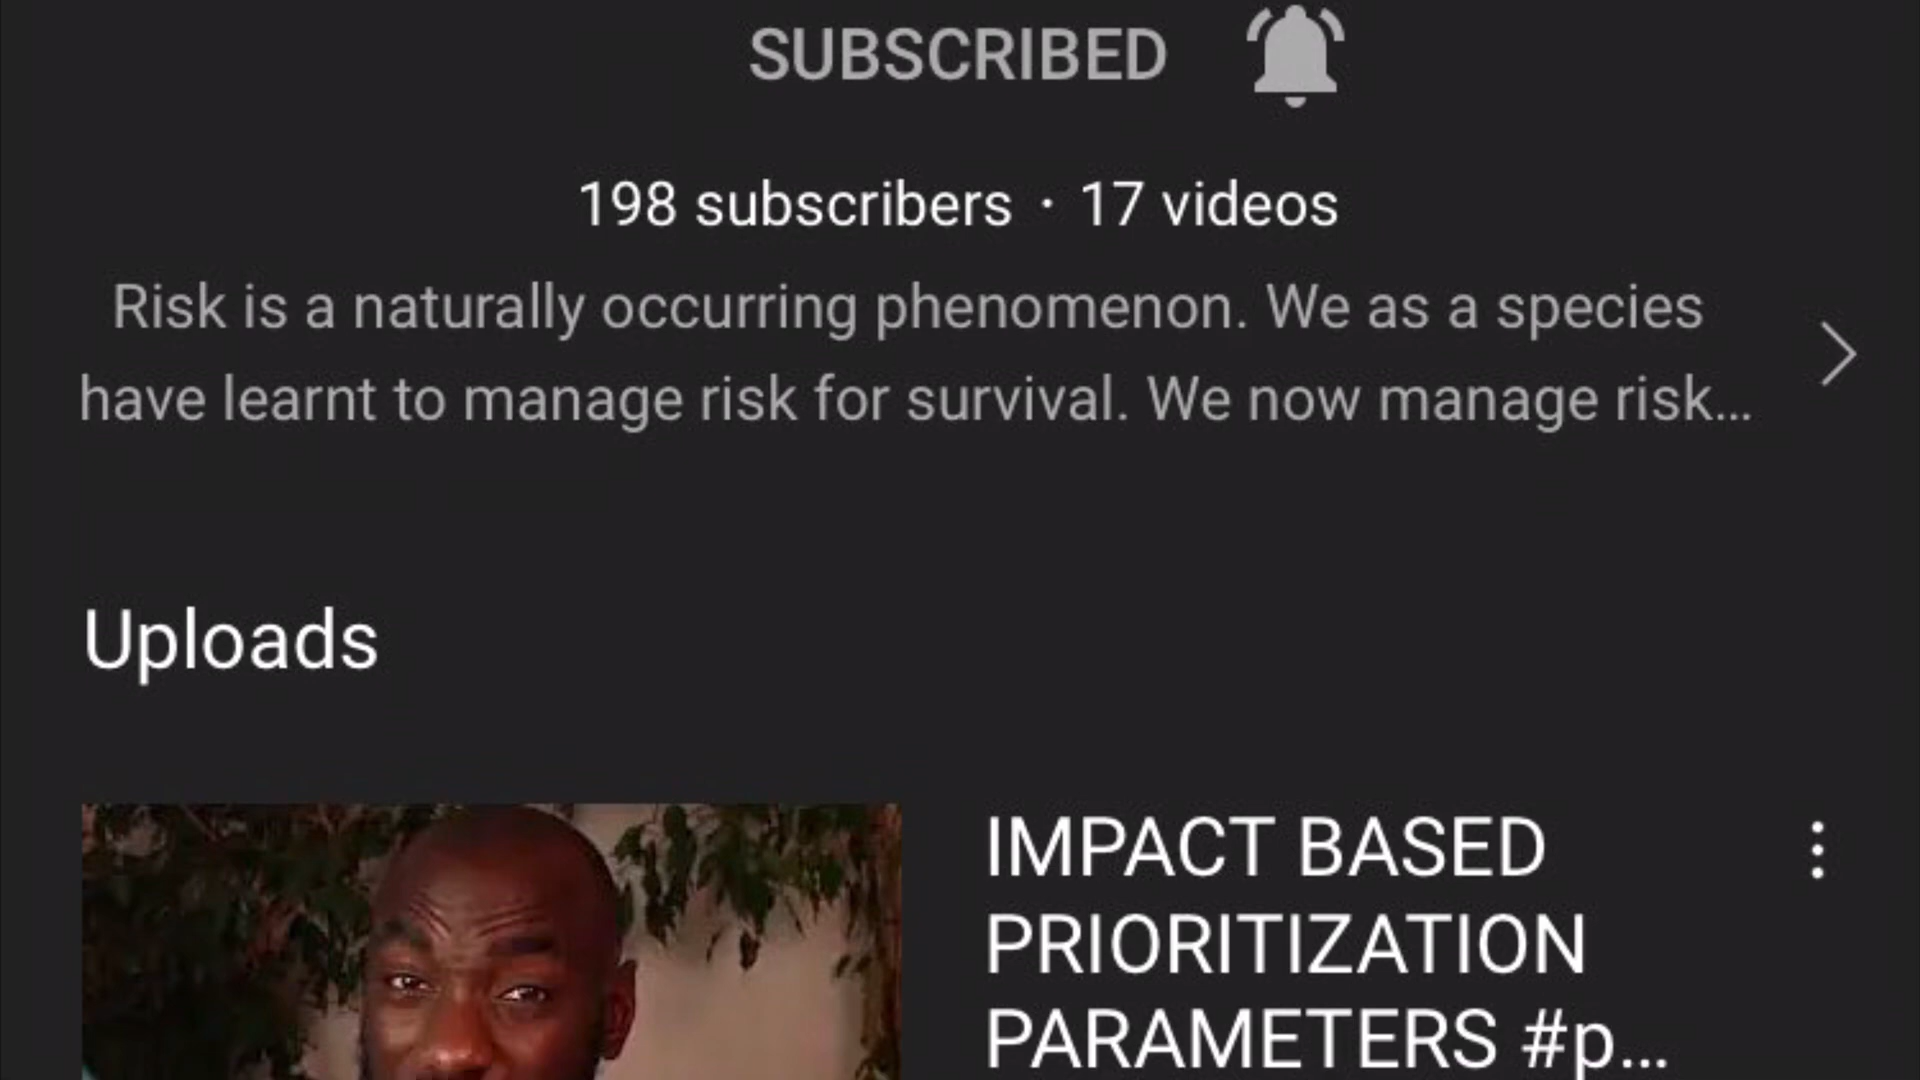 SUBSCRIBED
198 subscribers · 17 videos
Risk is a naturally occurring phenomenon. We as a species
have learnt to manage risk for survival. We now manage risk...
Uploads
IMPACT BASED
PRIORITIZATION
PARAMETERS #p...